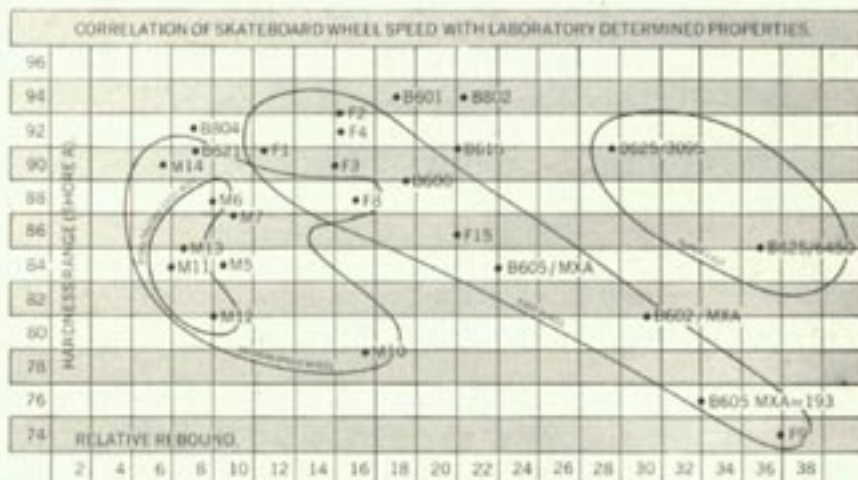 CORRELATION OF SKATEBOARD WHEEL SPEED WITH LABORATORY DETERMINED PROPERTIES.
96
94
92
90
88
86
84
82
80
78
76
74
HARDNESS RANGE (SHORE A).
B601
B802
F2
F4
B804
B621
F1
B615
B625/3095
M14
F3
B600
M6
F8
M7
F15
M13
B625/6450
M11
M5
B605/MXA
M12
B602/MXA
M10
B605 MXA=193
F9
RELATIVE REBOUND.
2 4 6 8 10 12 14 16 18 20 22 24 26 28 30 32 34 36 38